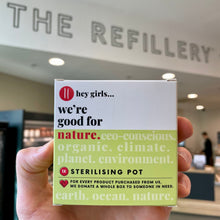 THE REFILLERY
hey girls...
we're
good for
nature. eco-conscious.
organic. climate.
planet. environment.
STERILISING POT
FOR EVERY PRODUCT PURCHASED FROM US,
WE DONATE A WHOLE BOX TO SOMEONE IN NEED.
earth. ocean. nature.